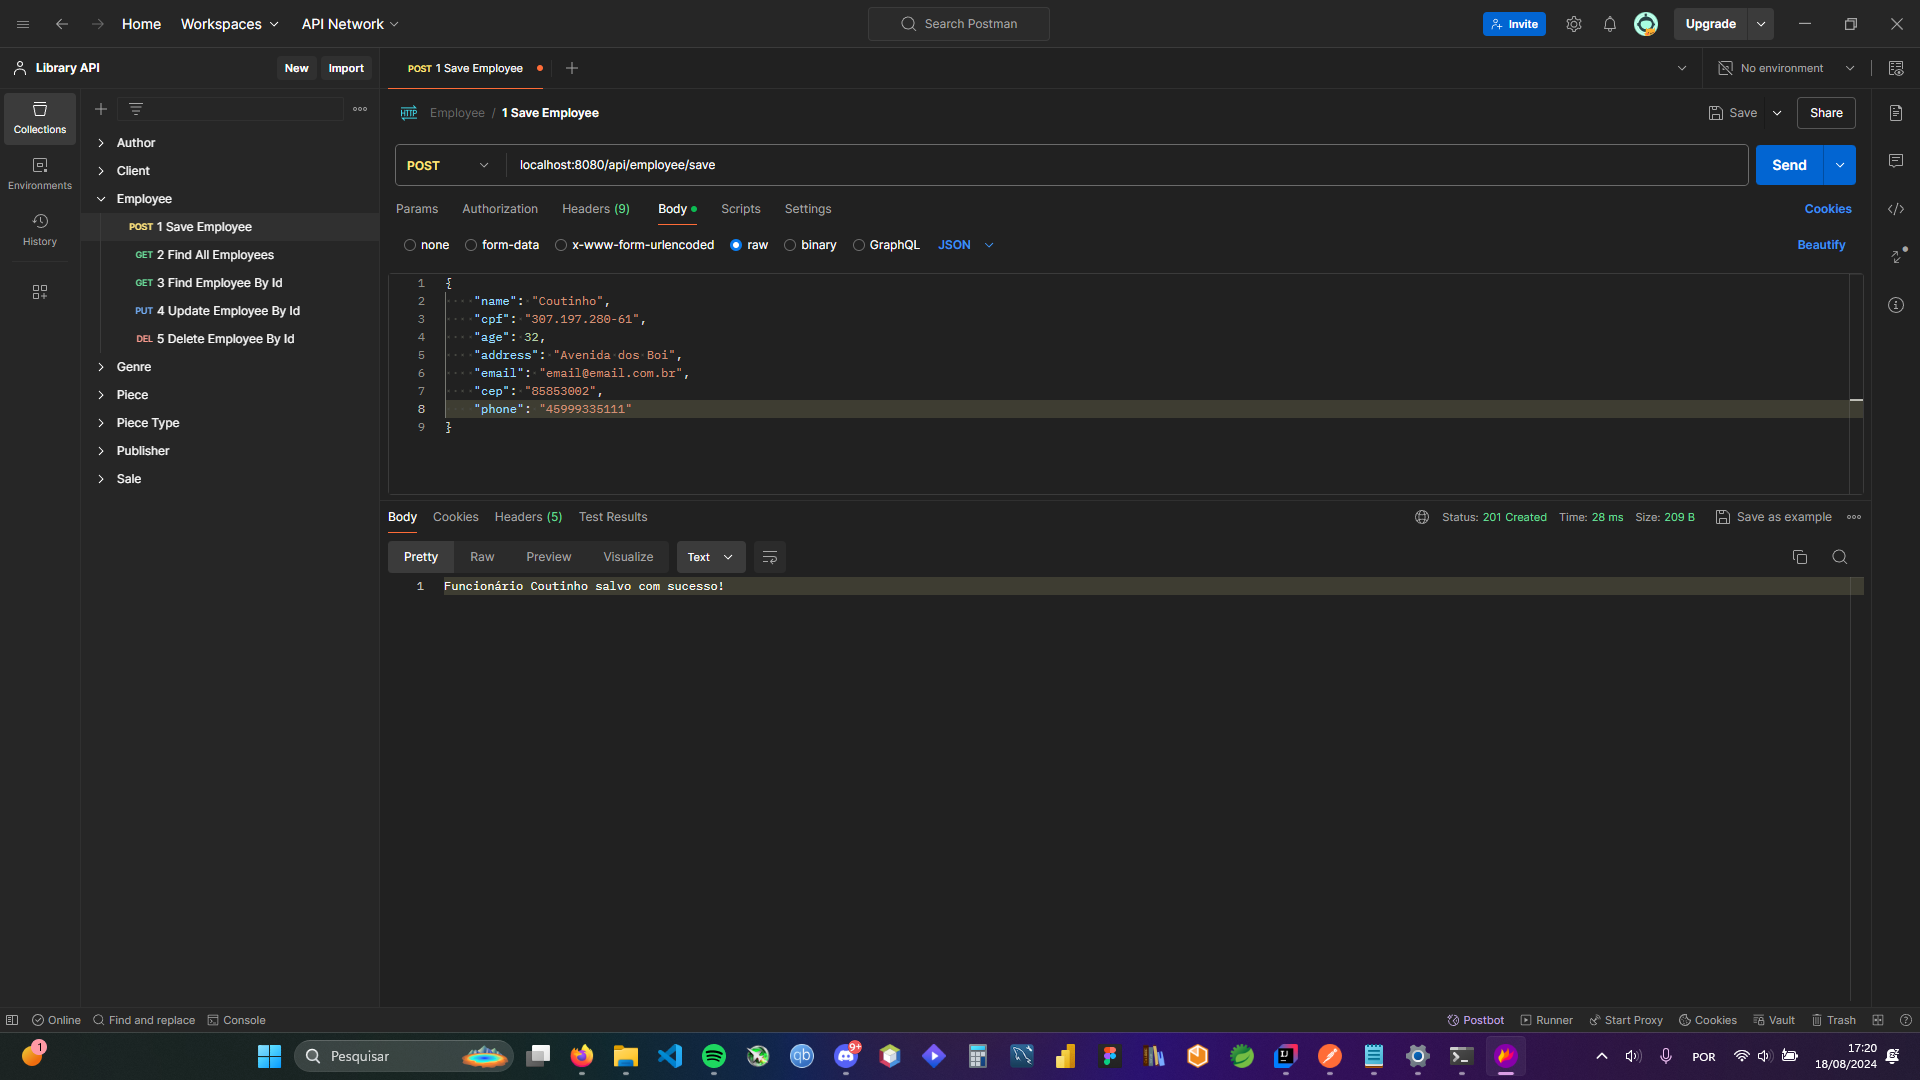 Home Workspaces API Network Search Postman Invite Upgrade
Library API New Import POST 1 Save Employee No environment
Employee / 1 Save Employee Save Share
Collections
Environments
History
Author
Client
Employee
POST 1 Save Employee
GET 2 Find All Employees
GET 3 Find Employee By Id
PUT 4 Update Employee By Id
DEL 5 Delete Employee By Id
Genre
Piece
Piece Type
Publisher
Sale
HTTP
POST localhost:8080/api/employee/save Send
Params Authorization Headers (9) Body Scripts Settings Cookies
none form-data x-www-form-urlencoded raw binary GraphQL JSON Beautify
1 {
2 "name": "Coutinho",
3 "cpf": "307.197.280-61",
4 "age": 32,
5 "address": "Avenida dos Boi",
6 "email": "email@email.com.br",
7 "cep": "85853002",
8 "phone": "45999335111"
9 }
Body Cookies Headers (5) Test Results Status: 201 Created Time: 28 ms Size: 209 B Save as example
Pretty Raw Preview Visualize Text
1 Funcionário Coutinho salvo com sucesso!
Online Find and replace Console Postbot Runner Start Proxy Cookies Vault Trash
1 Pesquisar qb 9+ IJ POR 17:20
18/08/2024